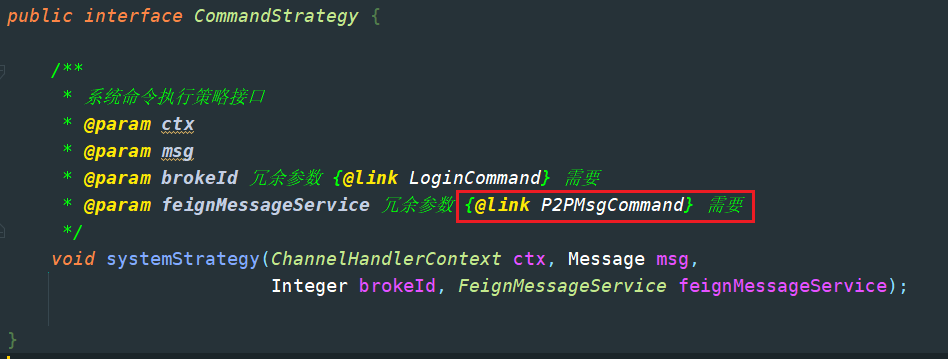 public interface CommandStrategy {
/**
* 系统命令执行策略接口
* @param ctx
* @param msg
* @param brokeId 冗余参数 {@link LoginCommand} 需要
* @param feignMessageService 冗余参数 {@link P2PMsgCommand} 需要
*/
void systemStrategy(ChannelHandlerContext ctx, Message msg,
Integer brokeId, FeignMessageService feignMessageService);
}